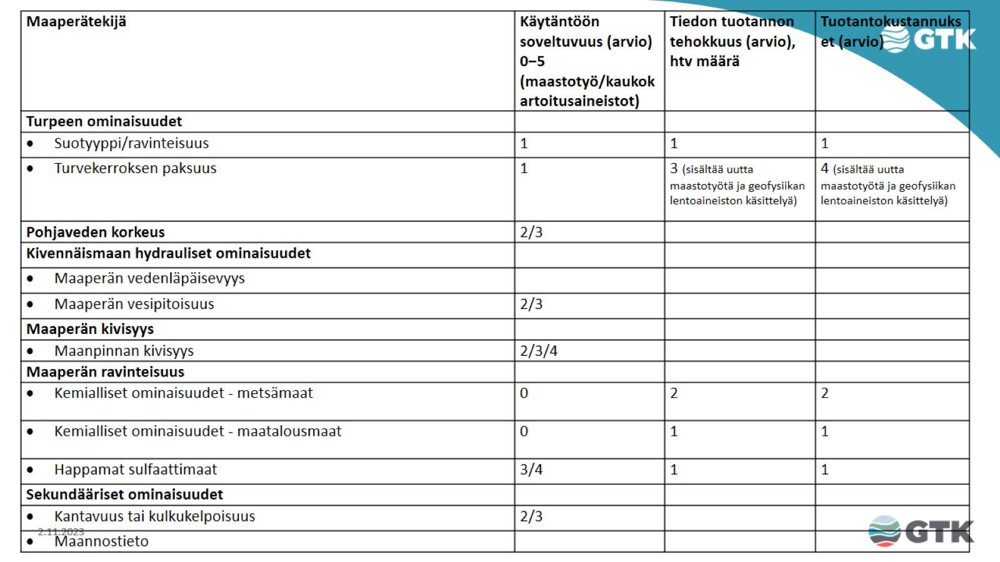 Maaperätekijä
Käytäntöön
soveltuvuus (arvio)
0–5
(maastotyö/kaukok
artoitusaineistot)
Tiedon tuotannon
tehokkuus (arvio),
htv määrä
Tuotantokustannuks
et (arvio)
GTK
Turpeen ominaisuudet
• Suotyyppi/ravinteisuus 1 1 1
• Turvekerroksen paksuus 1
3 (sisältää uutta
maastotyötä ja geofysiikan
lentoaineiston käsittelyä)
4 (sisältää uutta
maastotyötä ja geofysiikan
lentoaineiston käsittelyä)
Pohjaveden korkeus 2/3
Kivennäismaan hydrauliset ominaisuudet
• Maaperän vedenläpäisevyys
• Maaperän vesipitoisuus 2/3
Maaperän kivisyys
• Maanpinnan kivisyys 2/3/4
Maaperän ravinteisuus
• Kemialliset ominaisuudet - metsämaat 0 2 2
• Kemialliset ominaisuudet - maatalousmaat 0 1 1
• Happamat sulfaattimaat 3/4 1 1
Sekundääriset ominaisuudet
• Kantavuus tai kulkukelpoisuus 2/3
2.11.2023
GTK
• Maannostieto